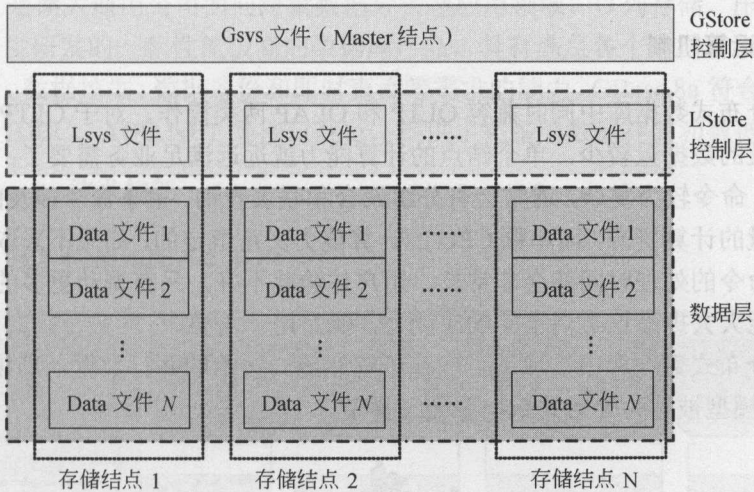 Gsvs 文件（Master 结点）
GStore
控制层
Lsys 文件
Lsys 文件
……
Lsys 文件
LStore
控制层
Data 文件 1
Data 文件 1
……
Data 文件 1
Data 文件 2
Data 文件 2
……
Data 文件 2
数据层
⋮
⋮
⋮
Data 文件 N
Data 文件 N
……
Data 文件 N
存储结点 1
存储结点 2
存储结点 N